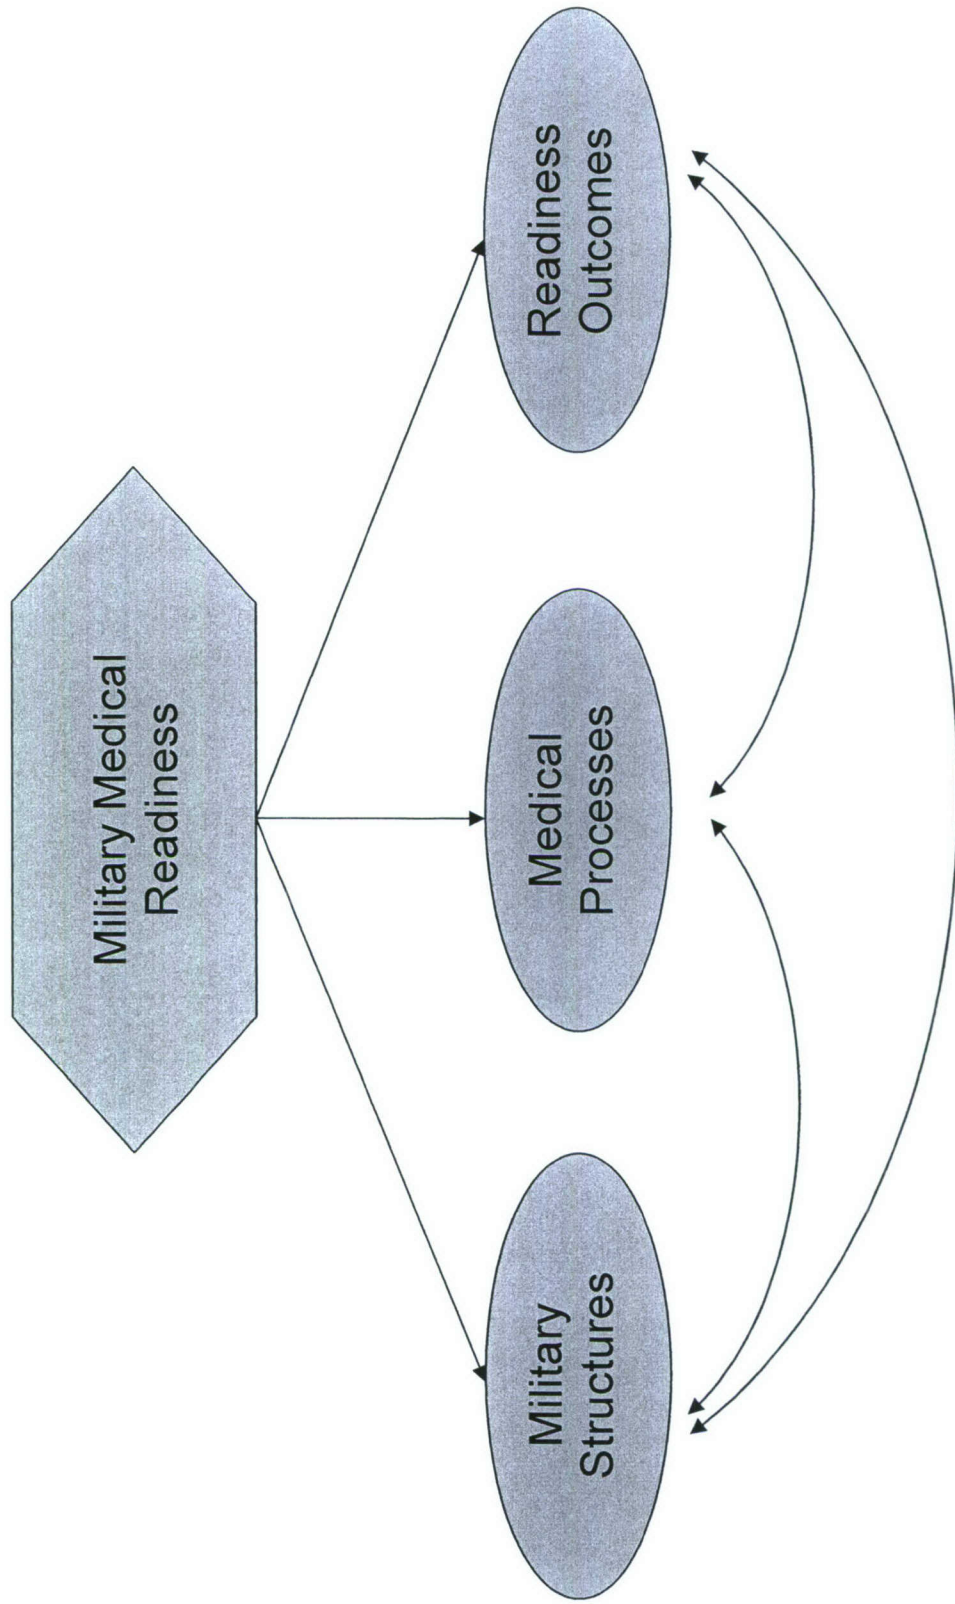 Military Medical
Readiness
Military
Structures
Medical
Processes
Readiness
Outcomes